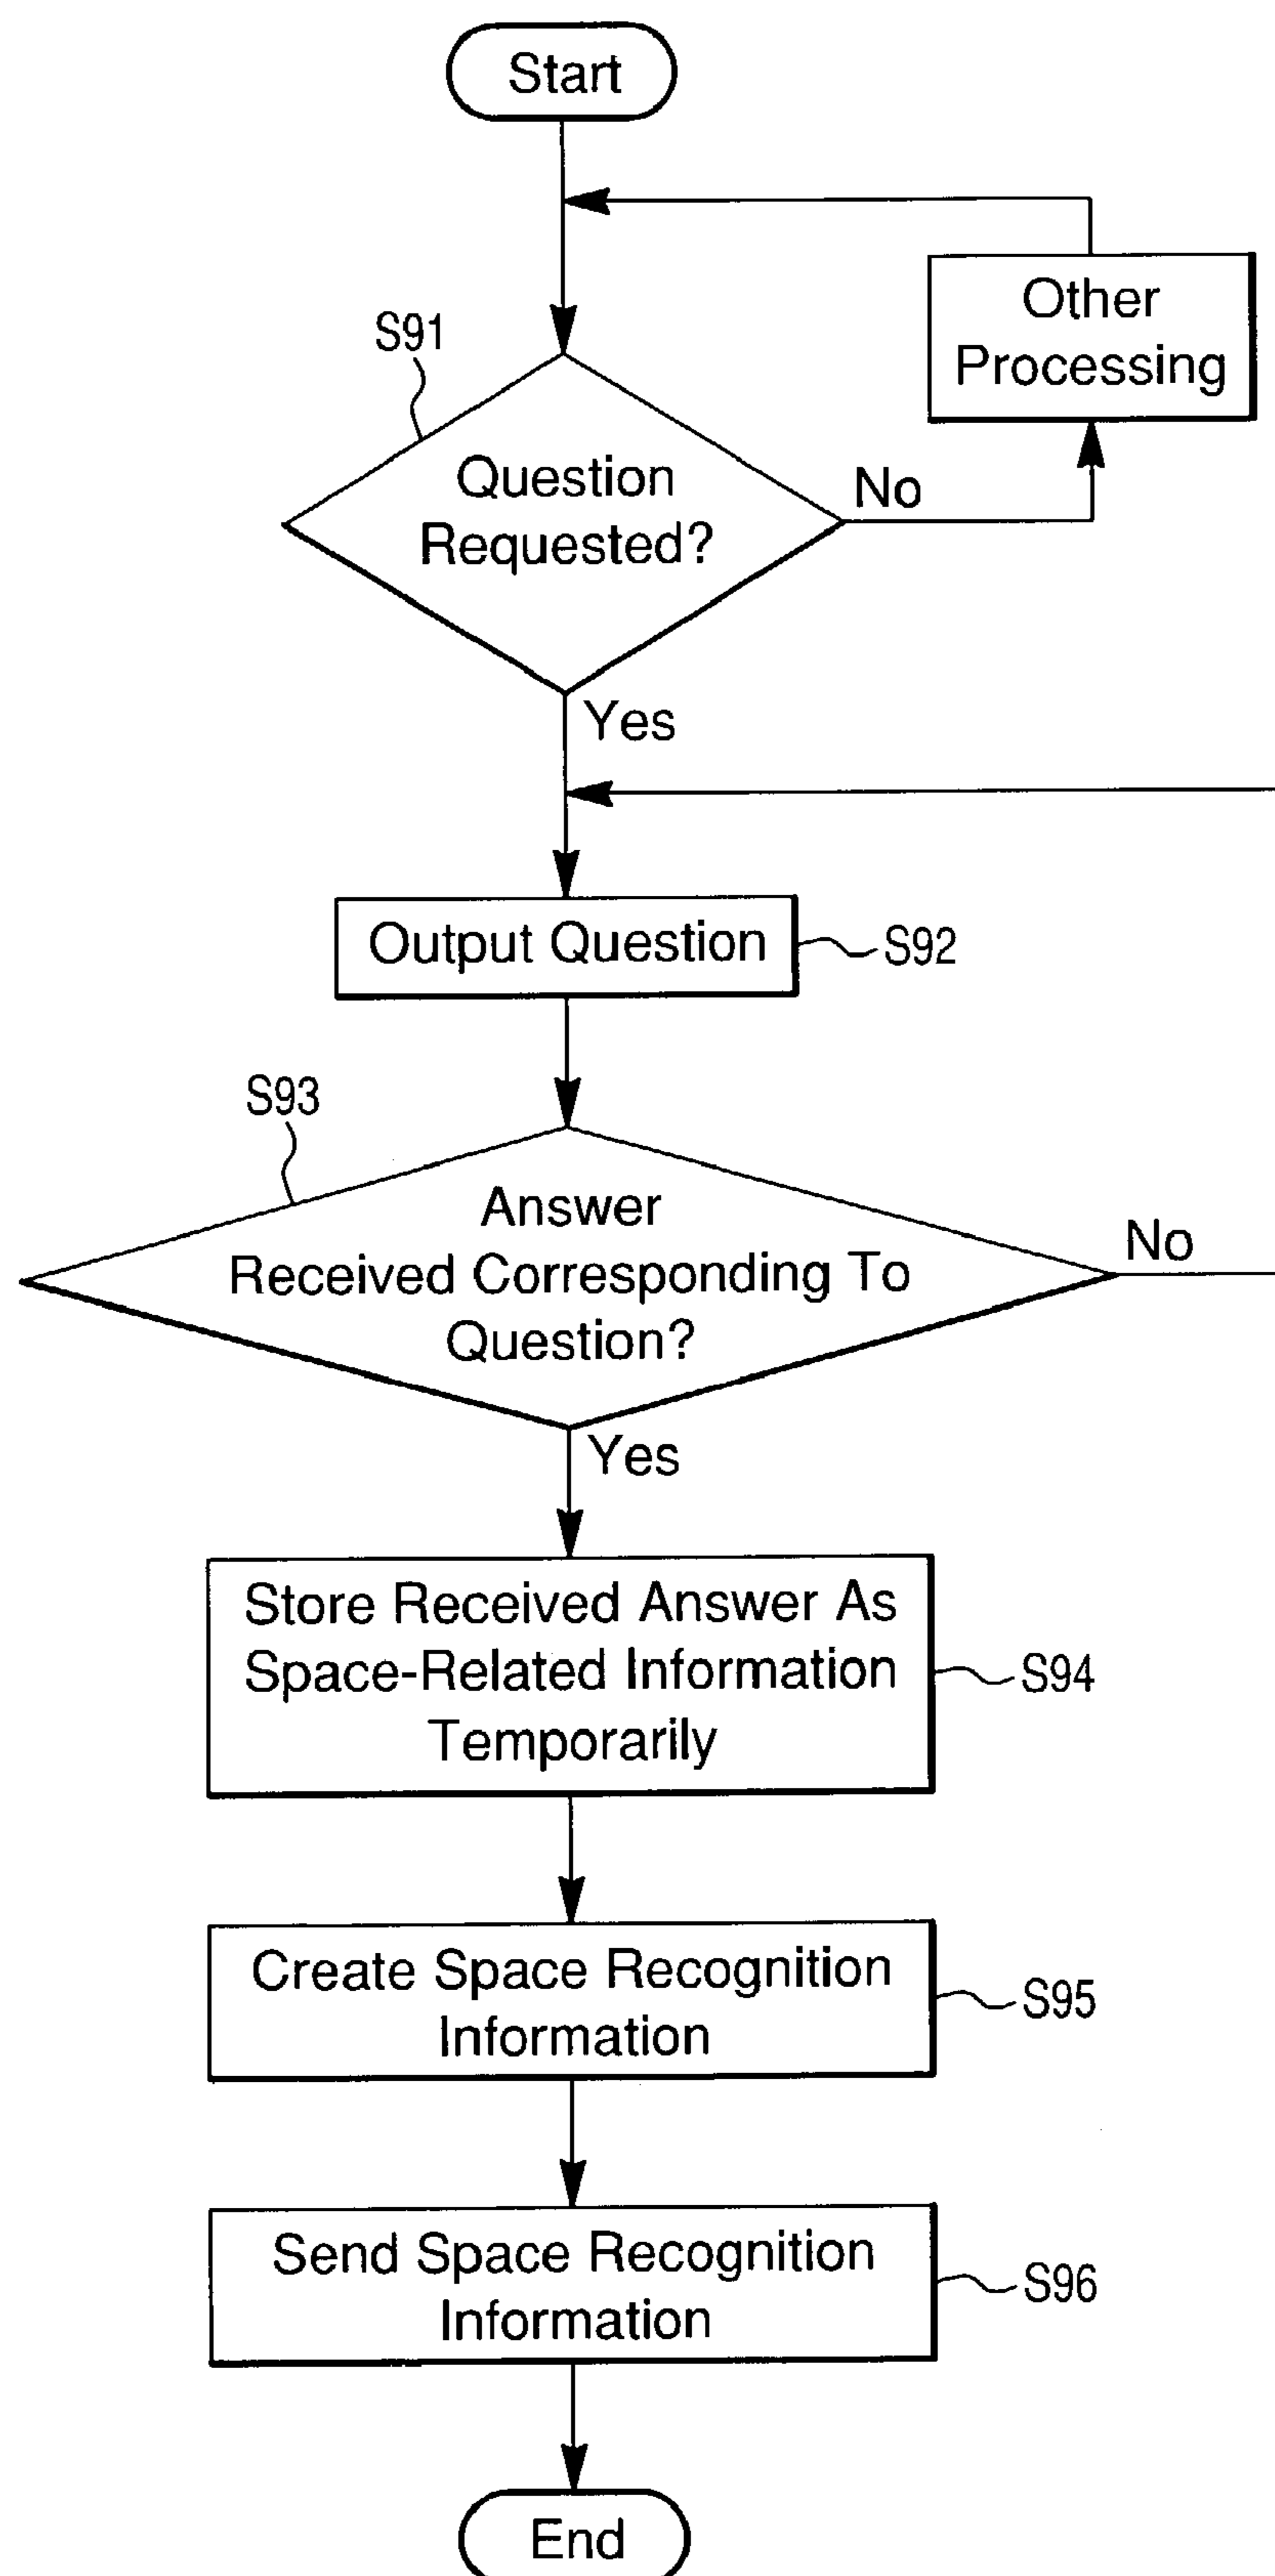 Start
Other
Processing
S91
Question
Requested?
No
Yes
Output Question
S92
S93
Answer
Received Corresponding To
Question?
No
Yes
Store Received Answer As
Space-Related Information
Temporarily
S94
Create Space Recognition
Information
S95
Send Space Recognition
Information
S96
End